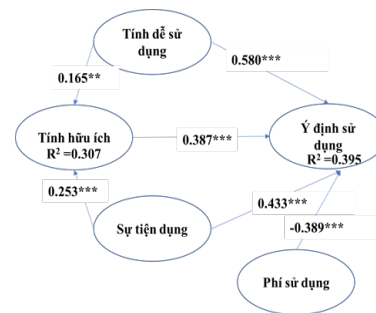 Tính dễ sử
dụng
0.580***
0.165**
Tính hữu ích
R² =0.307
0.387***
Ý định sử
dụng
R² =0.395
0.253***
0.433***
-0.389***
Sự tiện dụng
Phí sử dụng